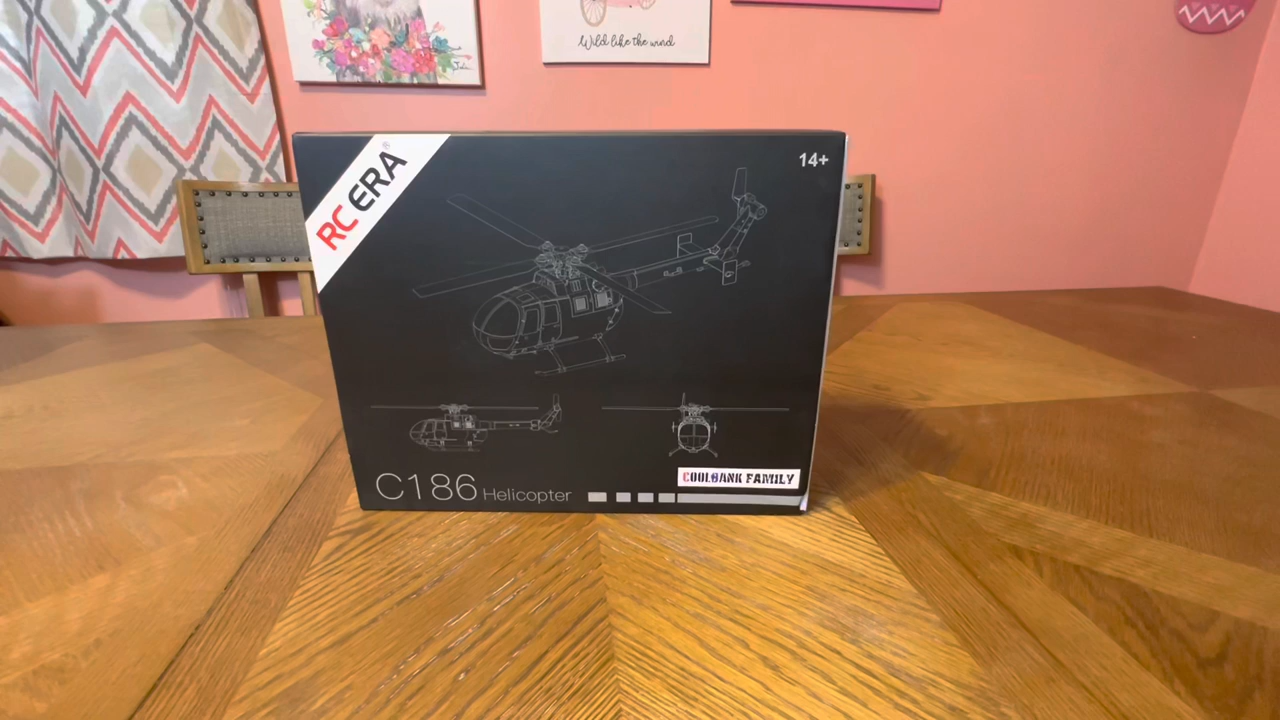 Wild like the wind
RC ERA®
14+
C186 Helicopter
COOLBANK FAMILY